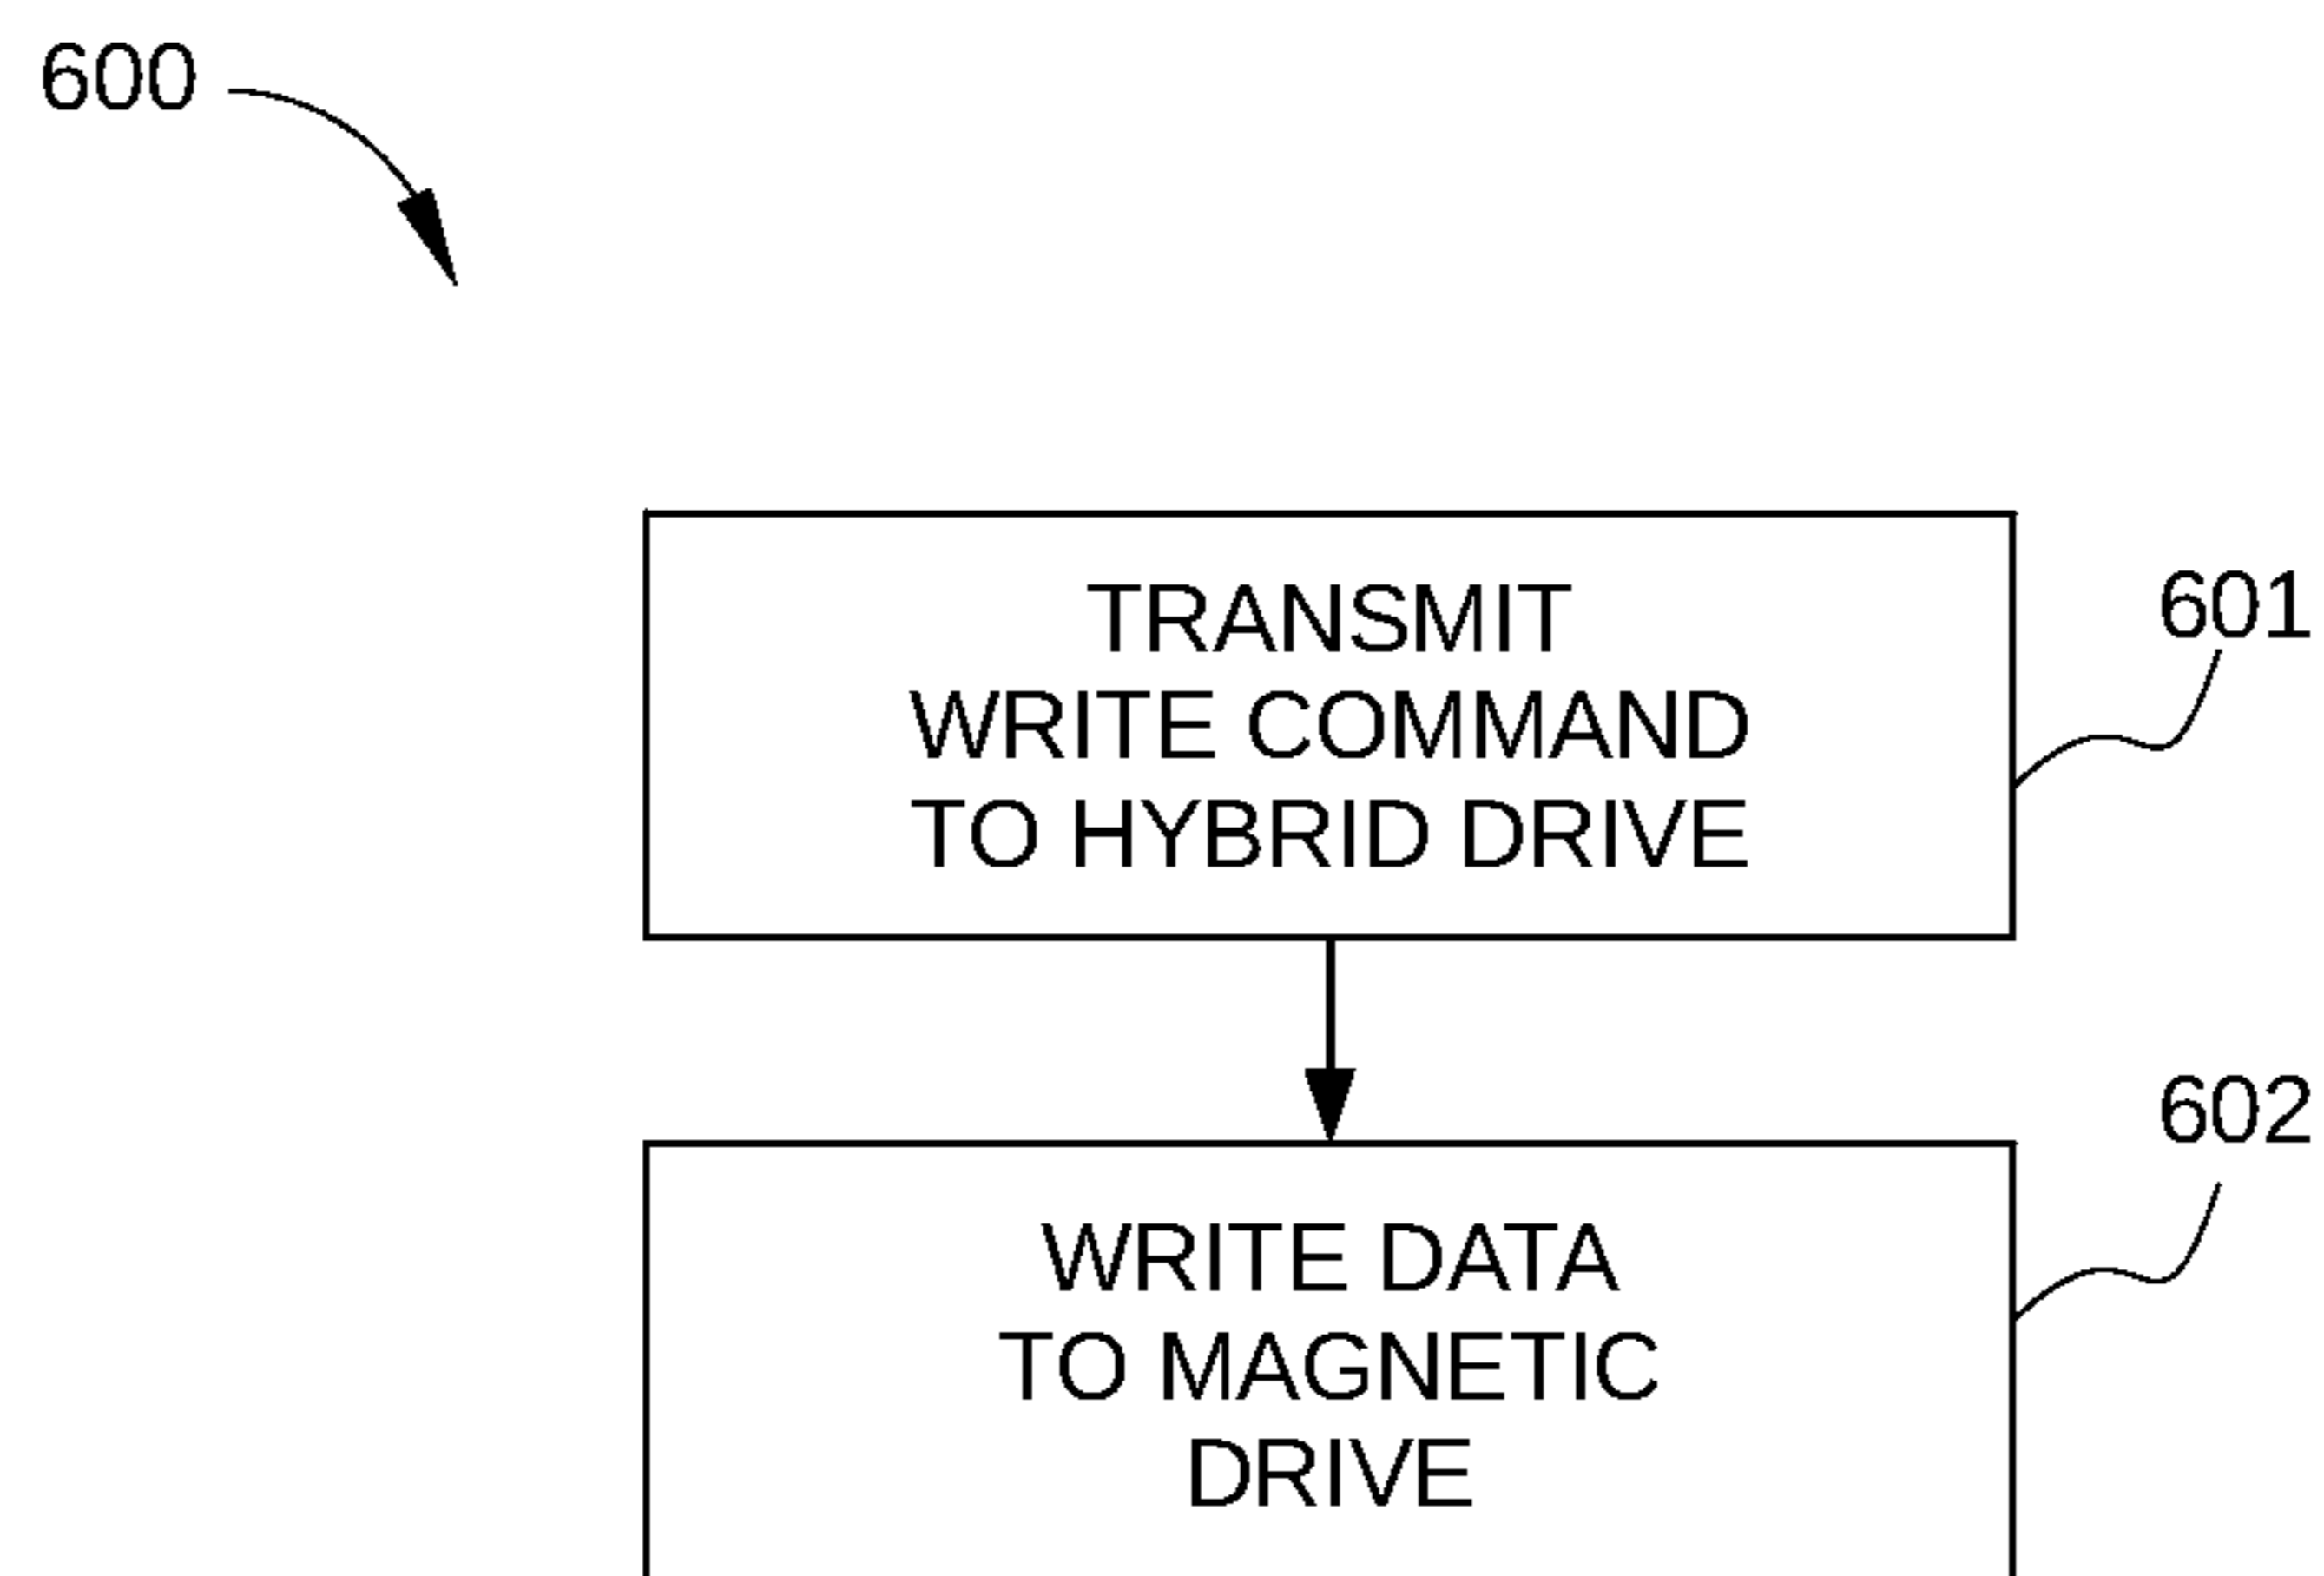 600
TRANSMIT
WRITE COMMAND
TO HYBRID DRIVE
601
602
WRITE DATA
TO MAGNETIC
DRIVE